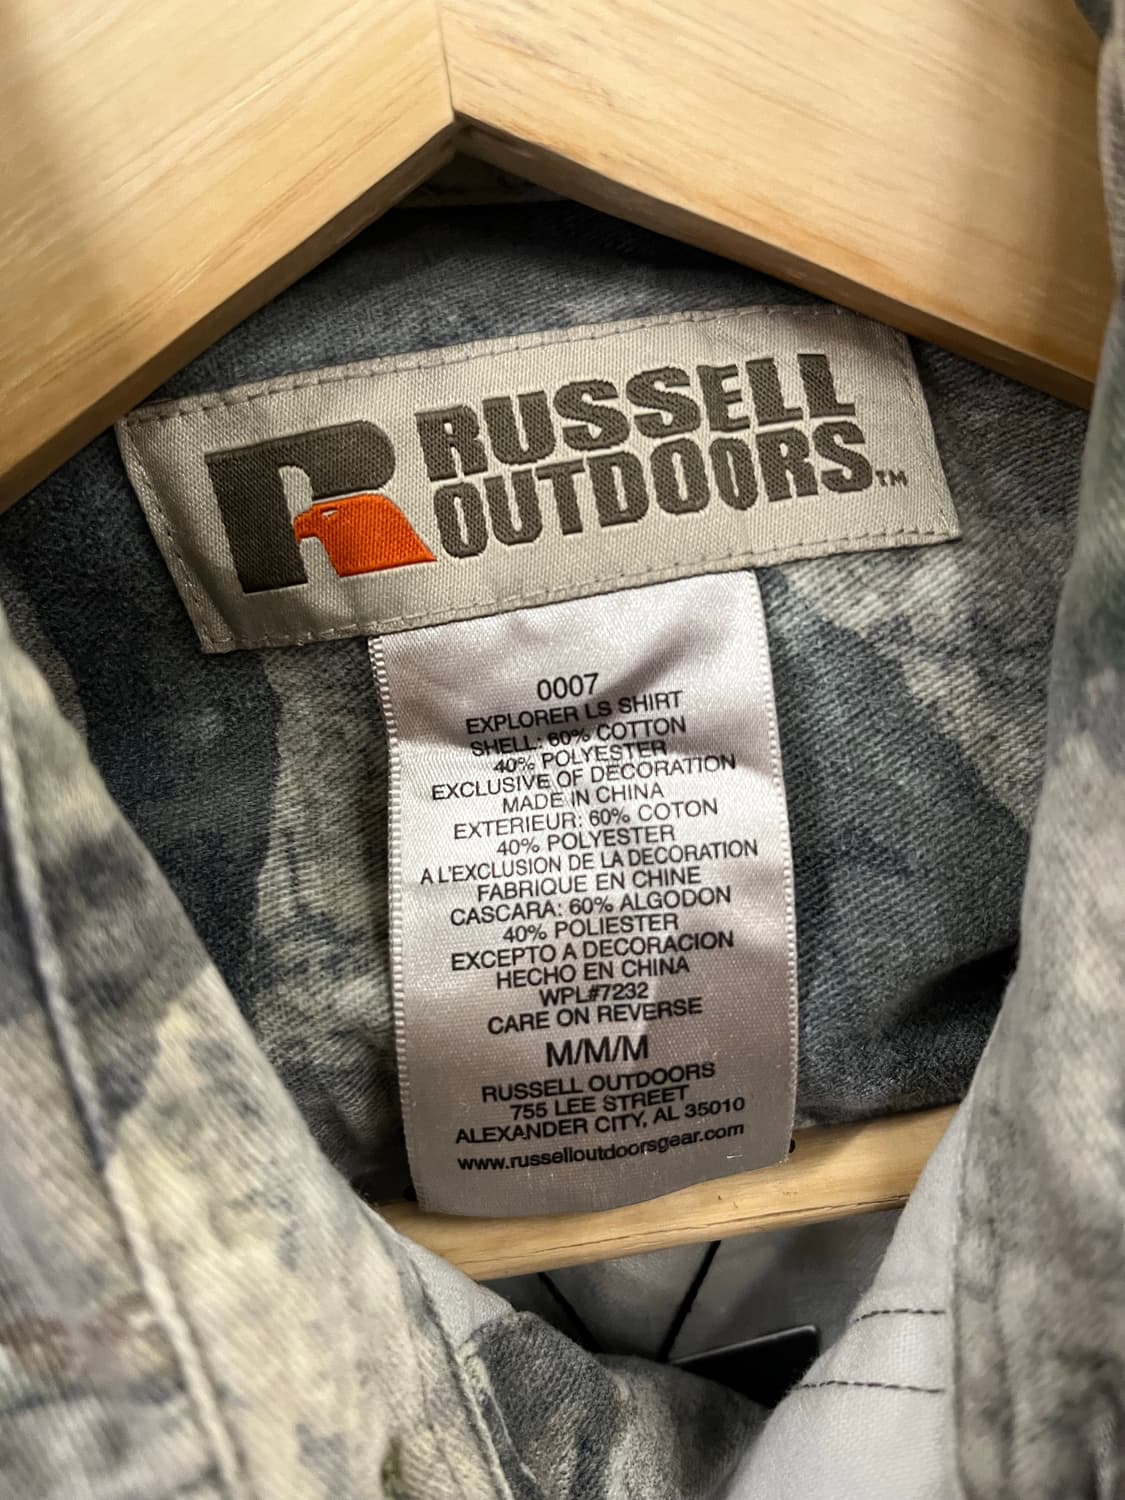 RUSSELL
OUTDOORS™
0007
EXPLORER LS SHIRT
SHELL: 60% COTTON
40% POLYESTER
EXCLUSIVE OF DECORATION
MADE IN CHINA
EXTERIEUR: 60% COTON
40% POLYESTER
A L'EXCLUSION DE LA DECORATION
FABRIQUE EN CHINE
CASCARA: 60% ALGODON
40% POLIESTER
EXCEPTO A DECORACION
HECHO EN CHINA
WPL#7232
CARE ON REVERSE
M/M/M
RUSSELL OUTDOORS
755 LEE STREET
ALEXANDER CITY, AL 35010
www.russelloutdoorsgear.com